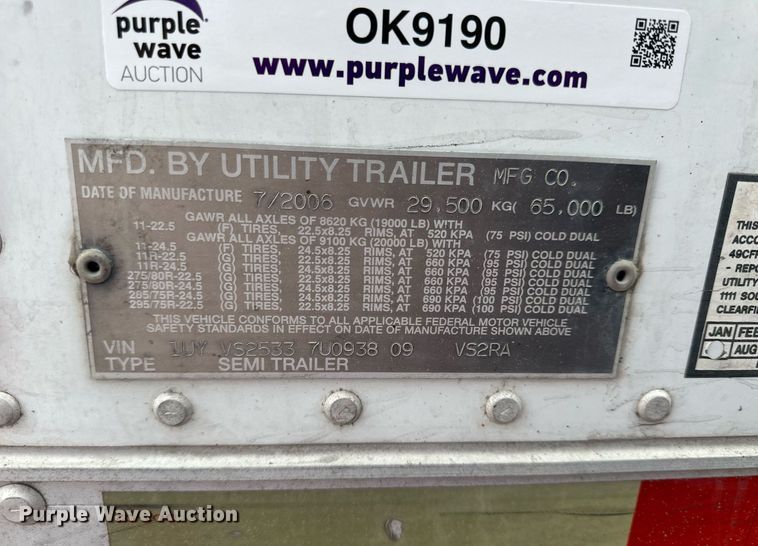 purple
wave
AUCTION
OK9190
www.purplewave.com
MFD. BY UTILITY TRAILER MFG CO.
DATE OF MANUFACTURE 7/2006 GVWR 29,500 KG( 65,000 LB)
GAWR ALL AXLES OF 8620 KG (19000 LB) WITH
11-22.5 (F) TIRES, 22.5x8.25 RIMS, AT 520 KPA (75 PSI) COLD DUAL
GAWR ALL AXLES OF 9100 KG (20000 LB) WITH
11-24.5 (F) TIRES, 24.5x8.25 RIMS, AT 520 KPA (75 PSI) COLD DUAL
11R-22.5 (G) TIRES, 22.5x8.25 RIMS, AT 660 KPA (95 PSI) COLD DUAL
11R-24.5 (G) TIRES, 24.5x8.25 RIMS, AT 660 KPA (95 PSI) COLD DUAL
275/80R-22.5 (G) TIRES, 22.5x8.25 RIMS, AT 660 KPA (95 PSI) COLD DUAL
275/80R-24.5 (G) TIRES, 24.5x8.25 RIMS, AT 660 KPA (95 PSI) COLD DUAL
285/75R-24.5 (G) TIRES, 24.5x8.25 RIMS, AT 690 KPA (100 PSI) COLD DUAL
295/75R-22.5 (G) TIRES, 22.5x8.25 RIMS, AT 690 KPA (100 PSI) COLD DUAL
THIS VEHICLE CONFORMS TO ALL APPLICABLE FEDERAL MOTOR VEHICLE
SAFETY STANDARDS IN EFFECT ON DATE OF MANUFACTURE SHOWN ABOVE
VIN 1UY VS2533 7U0938 09 VS2RA
TYPE SEMI TRAILER
THIS
ACCO
49CFR
- REPO
UTILITY
1111 SOU
CLEARFI
JAN FEB
AUG
Purple Wave Auction